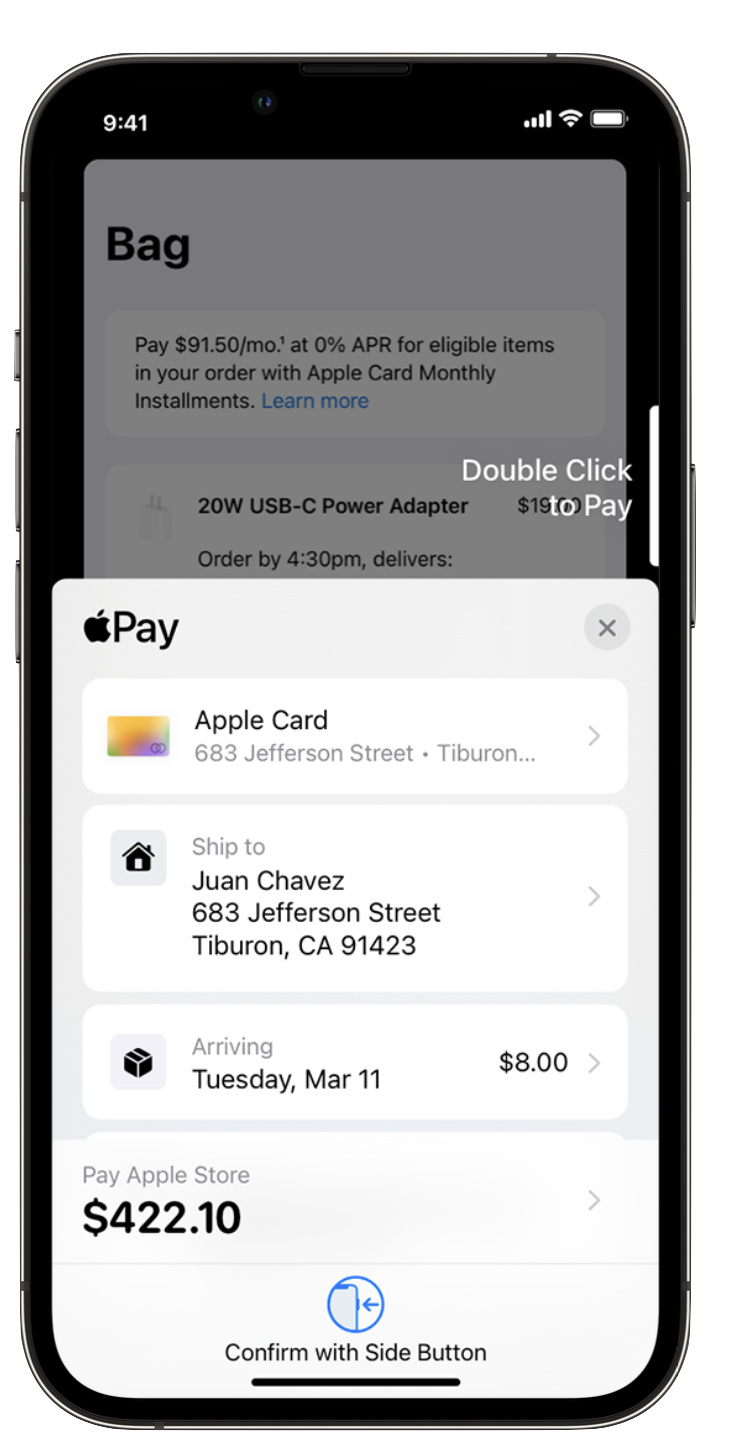 9:41
Bag
Pay $91.50/mo.¹ at 0% APR for eligible items
in your order with Apple Card Monthly
Installments. Learn more
Double Click
to Pay
20W USB-C Power Adapter
Order by 4:30pm, delivers:
Pay
Apple Card
683 Jefferson Street • Tiburon...
Ship to
Juan Chavez
683 Jefferson Street
Tiburon, CA 91423
Arriving
Tuesday, Mar 11 $8.00
Pay Apple Store
$422.10
Confirm with Side Button